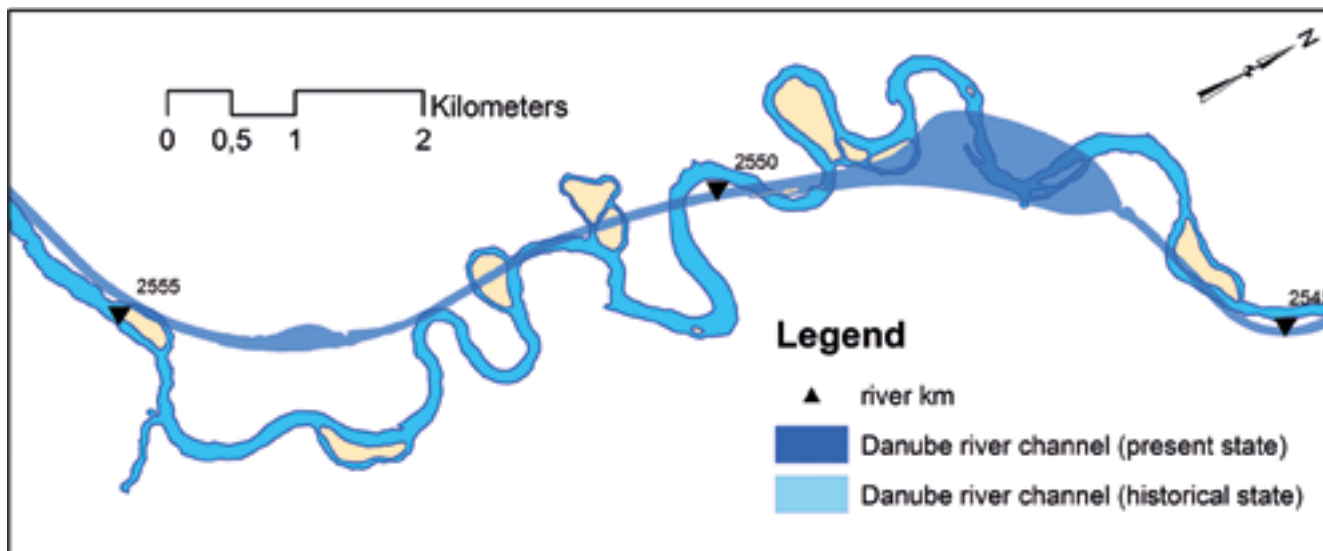 N
Kilometers
0 0,5 1 2
2550
2555
Legend
river km
Danube river channel (present state)
Danube river channel (historical state)